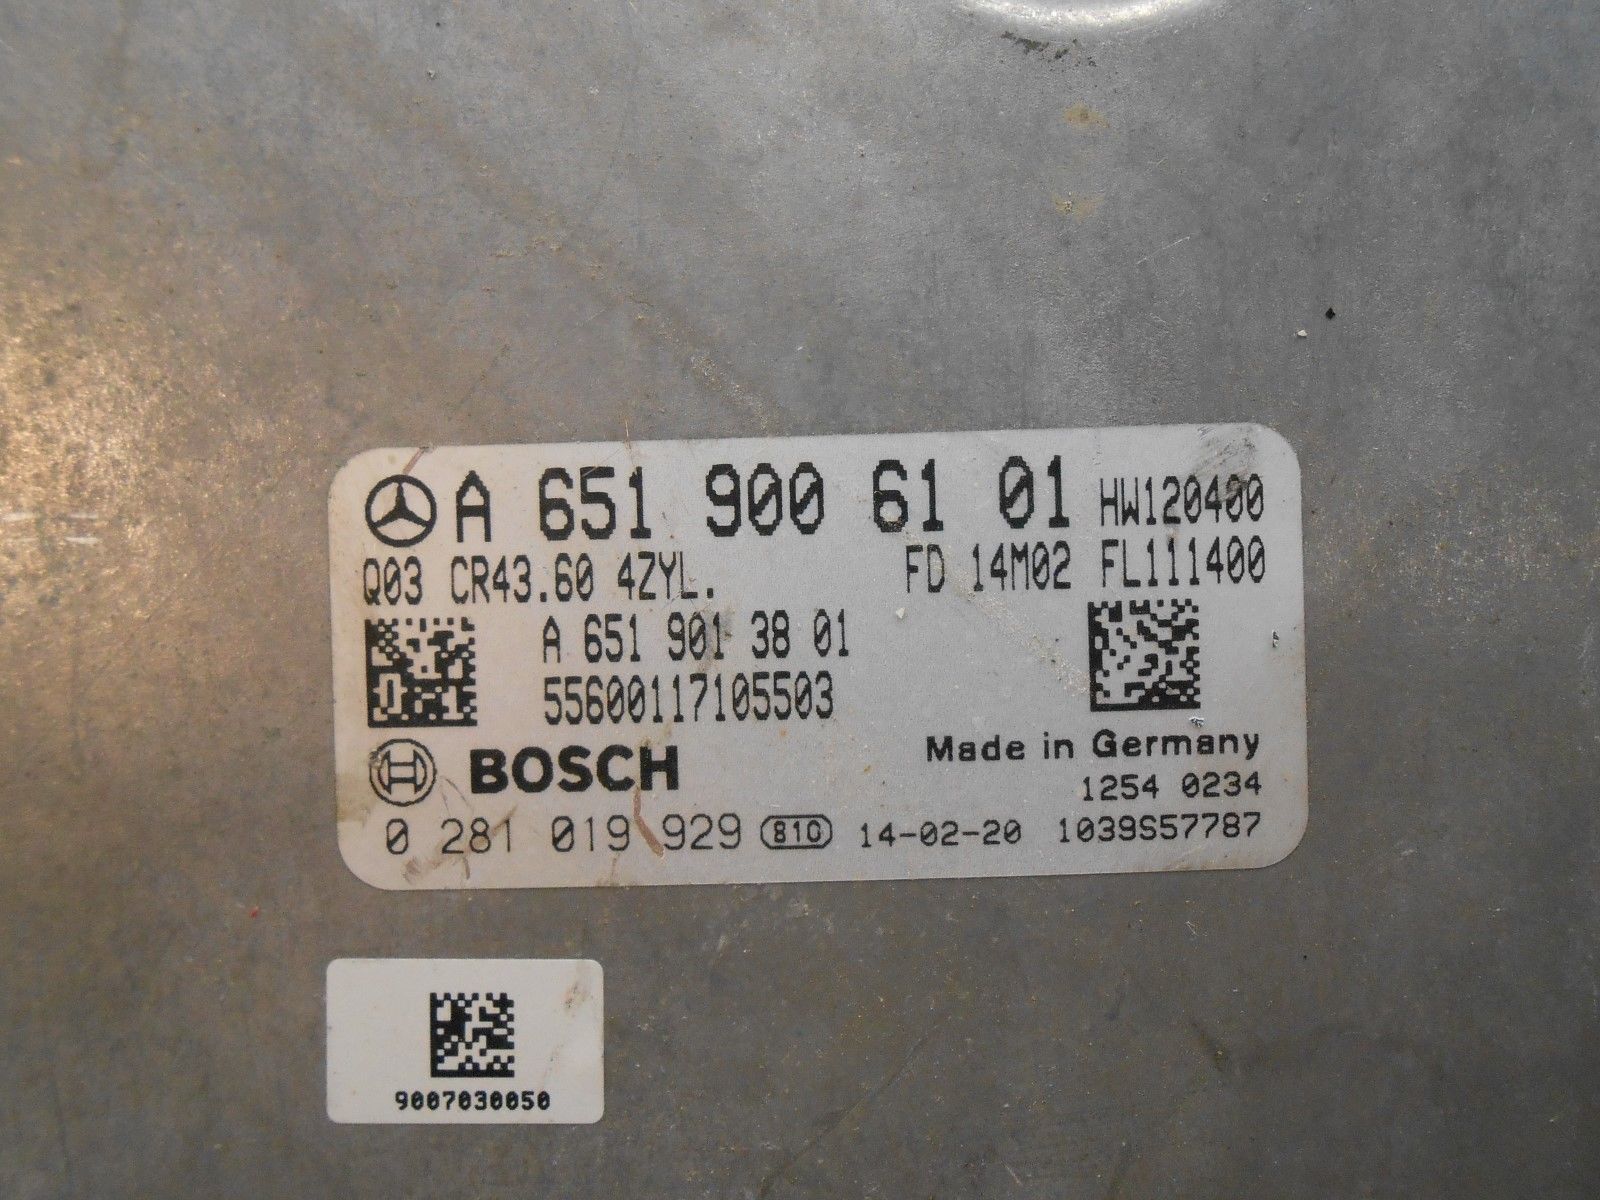 A 651 900 61 01 HW120400
Q03 CR43.60 4ZYL. FD 14M02 FL111400
A 651 901 38 01
55600117105503
BOSCH Made in Germany
1254 0234
0 281 019 929 810 14-02-20 1039S57787
9007030050